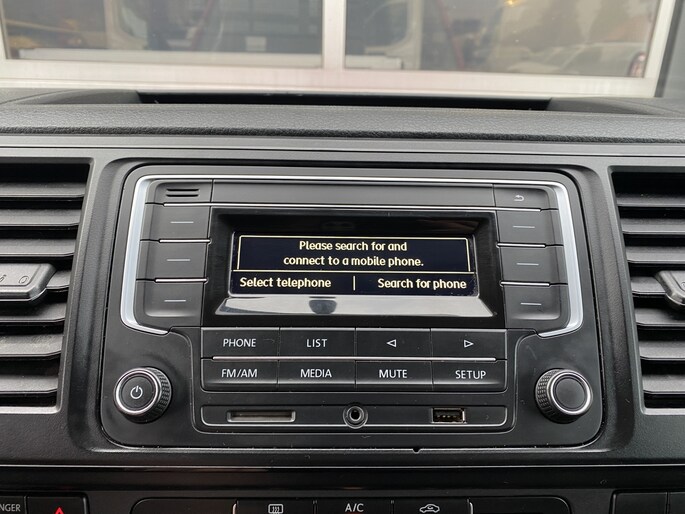 Please search for and
connect to a mobile phone.
Select telephone | Search for phone
PHONE LIST
FM/AM MEDIA MUTE SETUP
NGER A/C